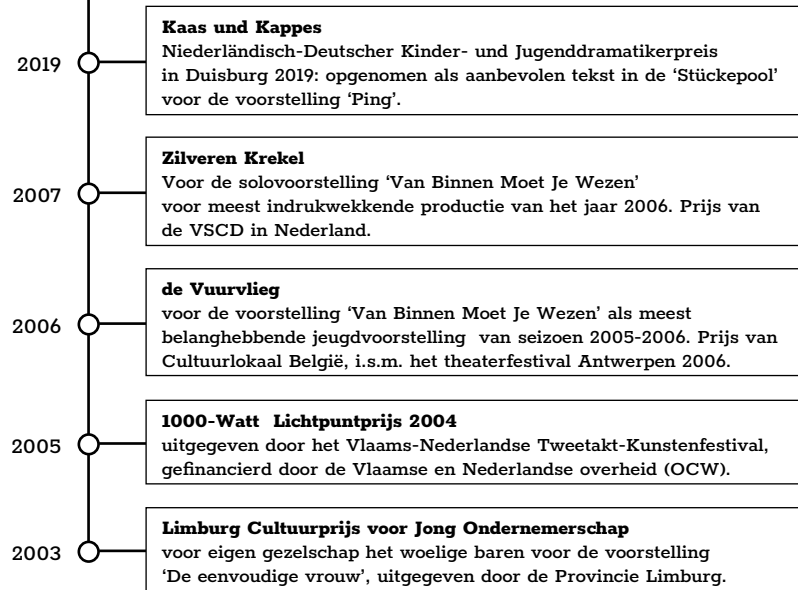 Kaas und Kappes
Niederländisch-Deutscher Kinder- und Jugenddramatikerpreis
2019
in Duisburg 2019: opgenomen als aanbevolen tekst in de ‘Stückepool’
voor de voorstelling ‘Ping’.
Zilveren Krekel
Voor de solovoorstelling ‘Van Binnen Moet Je Wezen’
2007
voor meest indrukwekkende productie van het jaar 2006. Prijs van
de VSCD in Nederland.
de Vuurvlieg
voor de voorstelling ‘Van Binnen Moet Je Wezen’ als meest
2006
belanghebbende jeugdvoorstelling van seizoen 2005-2006. Prijs van
Cultuurlokaal België, i.s.m. het theaterfestival Antwerpen 2006.
1000-Watt Lichtpuntprijs 2004
2005
uitgegeven door het Vlaams-Nederlandse Tweetakt-Kunstenfestival,
gefinancierd door de Vlaamse en Nederlandse overheid (OCW).
Limburg Cultuurprijs voor Jong Ondernemerschap
2003
voor eigen gezelschap het woelige baren voor de voorstelling
‘De eenvoudige vrouw’, uitgegeven door de Provincie Limburg.